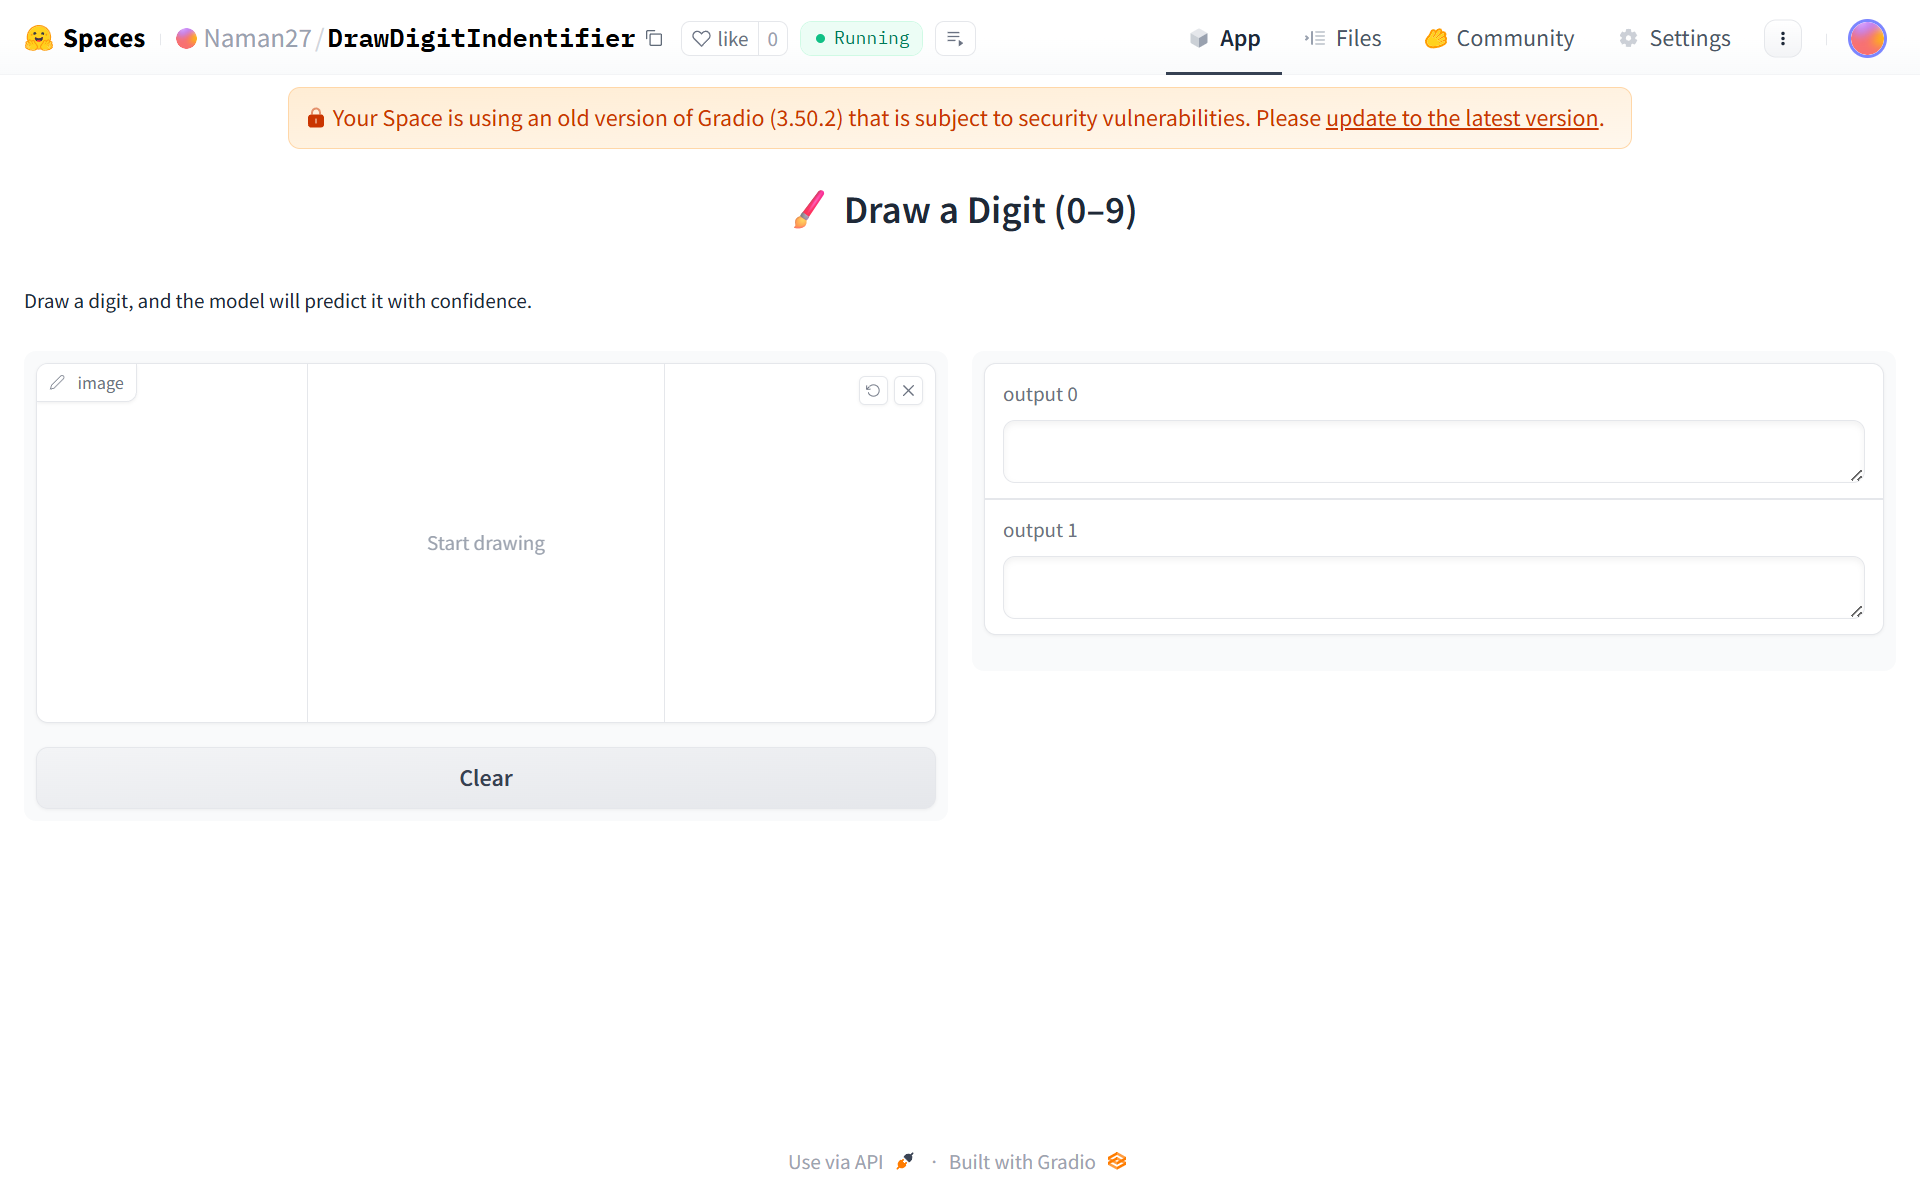 Spaces
Naman27/DrawDigitIndentifier
like 0
Running
App
Files
Community
Settings
Your Space is using an old version of Gradio (3.50.2) that is subject to security vulnerabilities. Please update to the latest version.
Draw a Digit (0–9)
Draw a digit, and the model will predict it with confidence.
image
Start drawing
Clear
output 0
output 1
Use via API · Built with Gradio